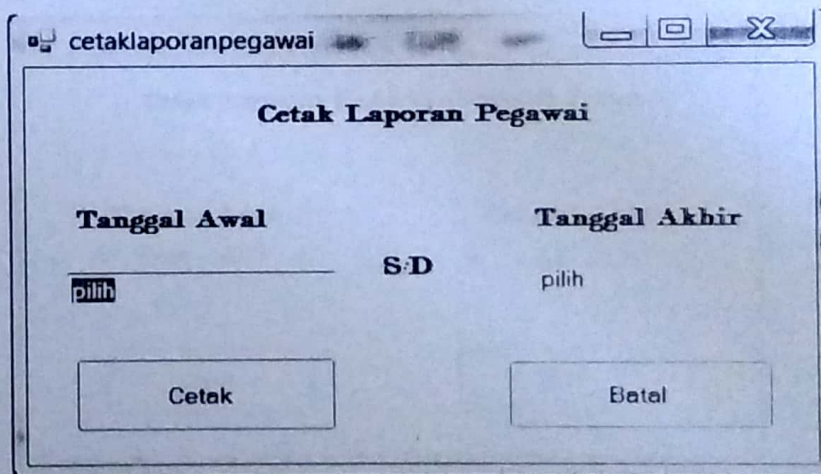 cetaklaporanpegawai
Cetak Laporan Pegawai
Tanggal Awal
Tanggal Akhir
S/D
pilih
pilih
Cetak
Batal